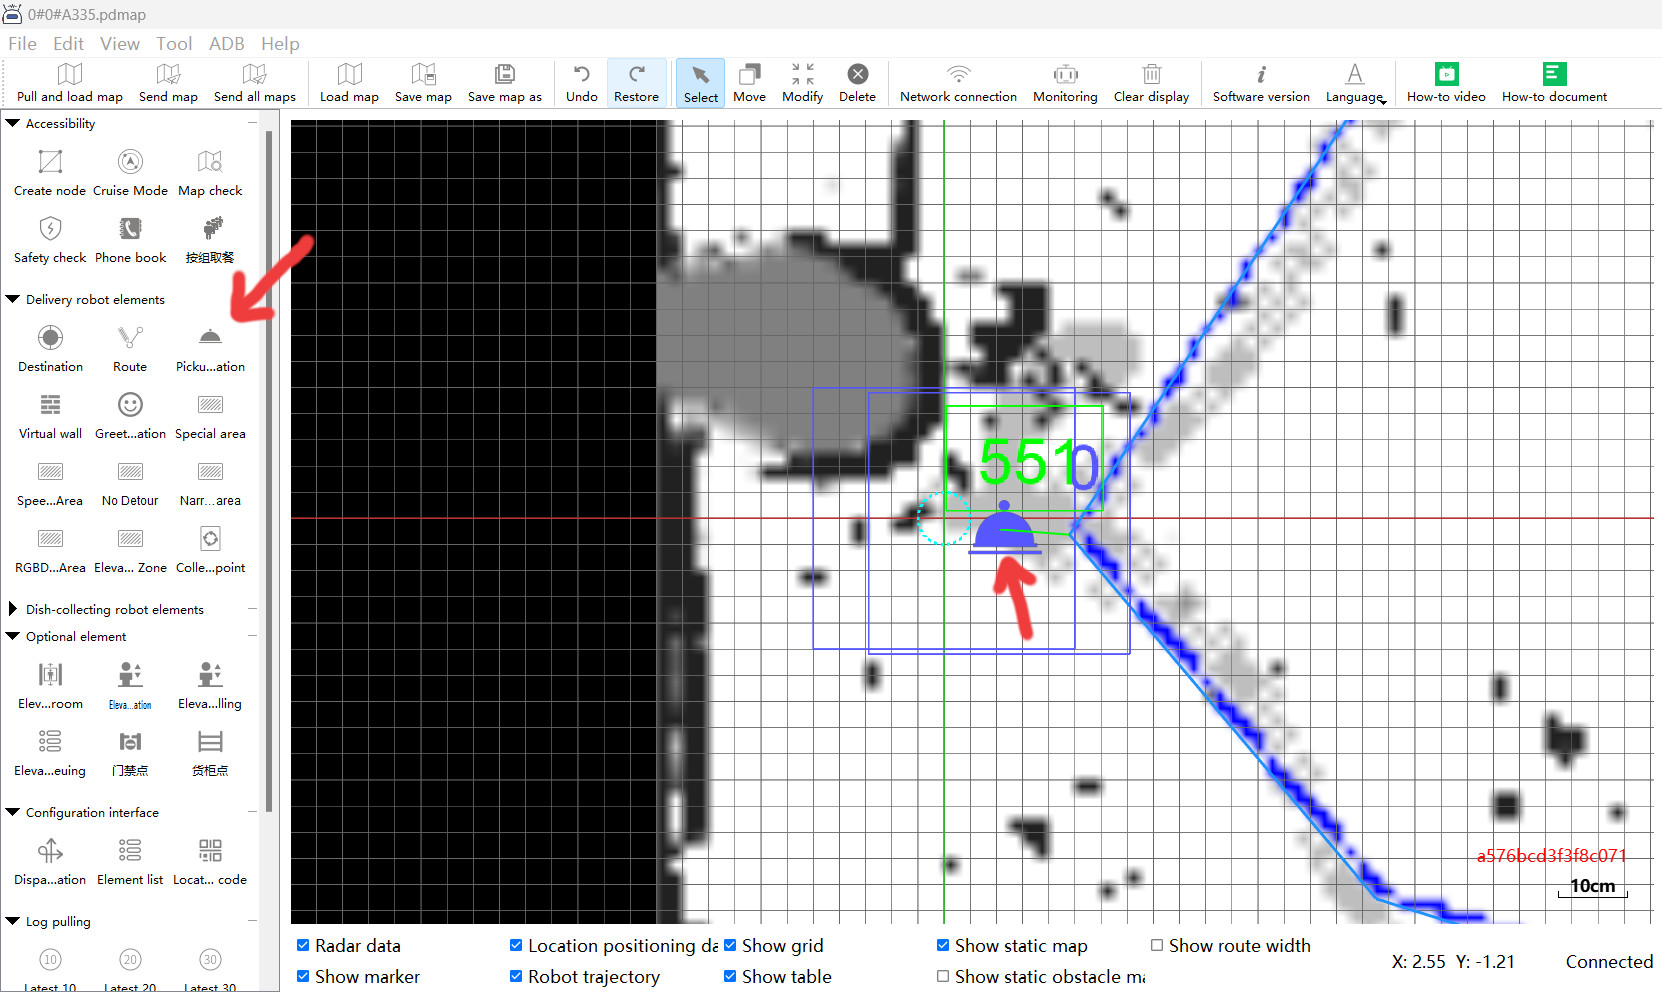 0#0#A335.pdmap
File Edit View Tool ADB Help
Pull and load map Send map Send all maps Load map Save map Save map as Undo Restore Select Move Modify Delete Network connection Monitoring Clear display Software version Language How-to video How-to document
Accessibility
Create node Cruise Mode Map check
Safety check Phone book 按组取餐
Delivery robot elements
Destination Route Picku...ation
Virtual wall Greet...ation Special area
Spee...Area No Detour Narr...area
RGBD...Area Eleva... Zone Colle...point
Dish-collecting robot elements
Optional element
Elev...room Eleva...ation Eleva...lling
Eleva...euing 门禁点 货柜点
Configuration interface
Dispa...ation Element list Locat... code
Log pulling
10 20 30
Latest 10 Latest 20 Latest 30
551
0
a576bcd3f3f8c071
10cm
Radar data Location positioning da Show grid Show static map Show route width
Show marker Robot trajectory Show table Show static obstacle ma
X: 2.55 Y: -1.21 Connected